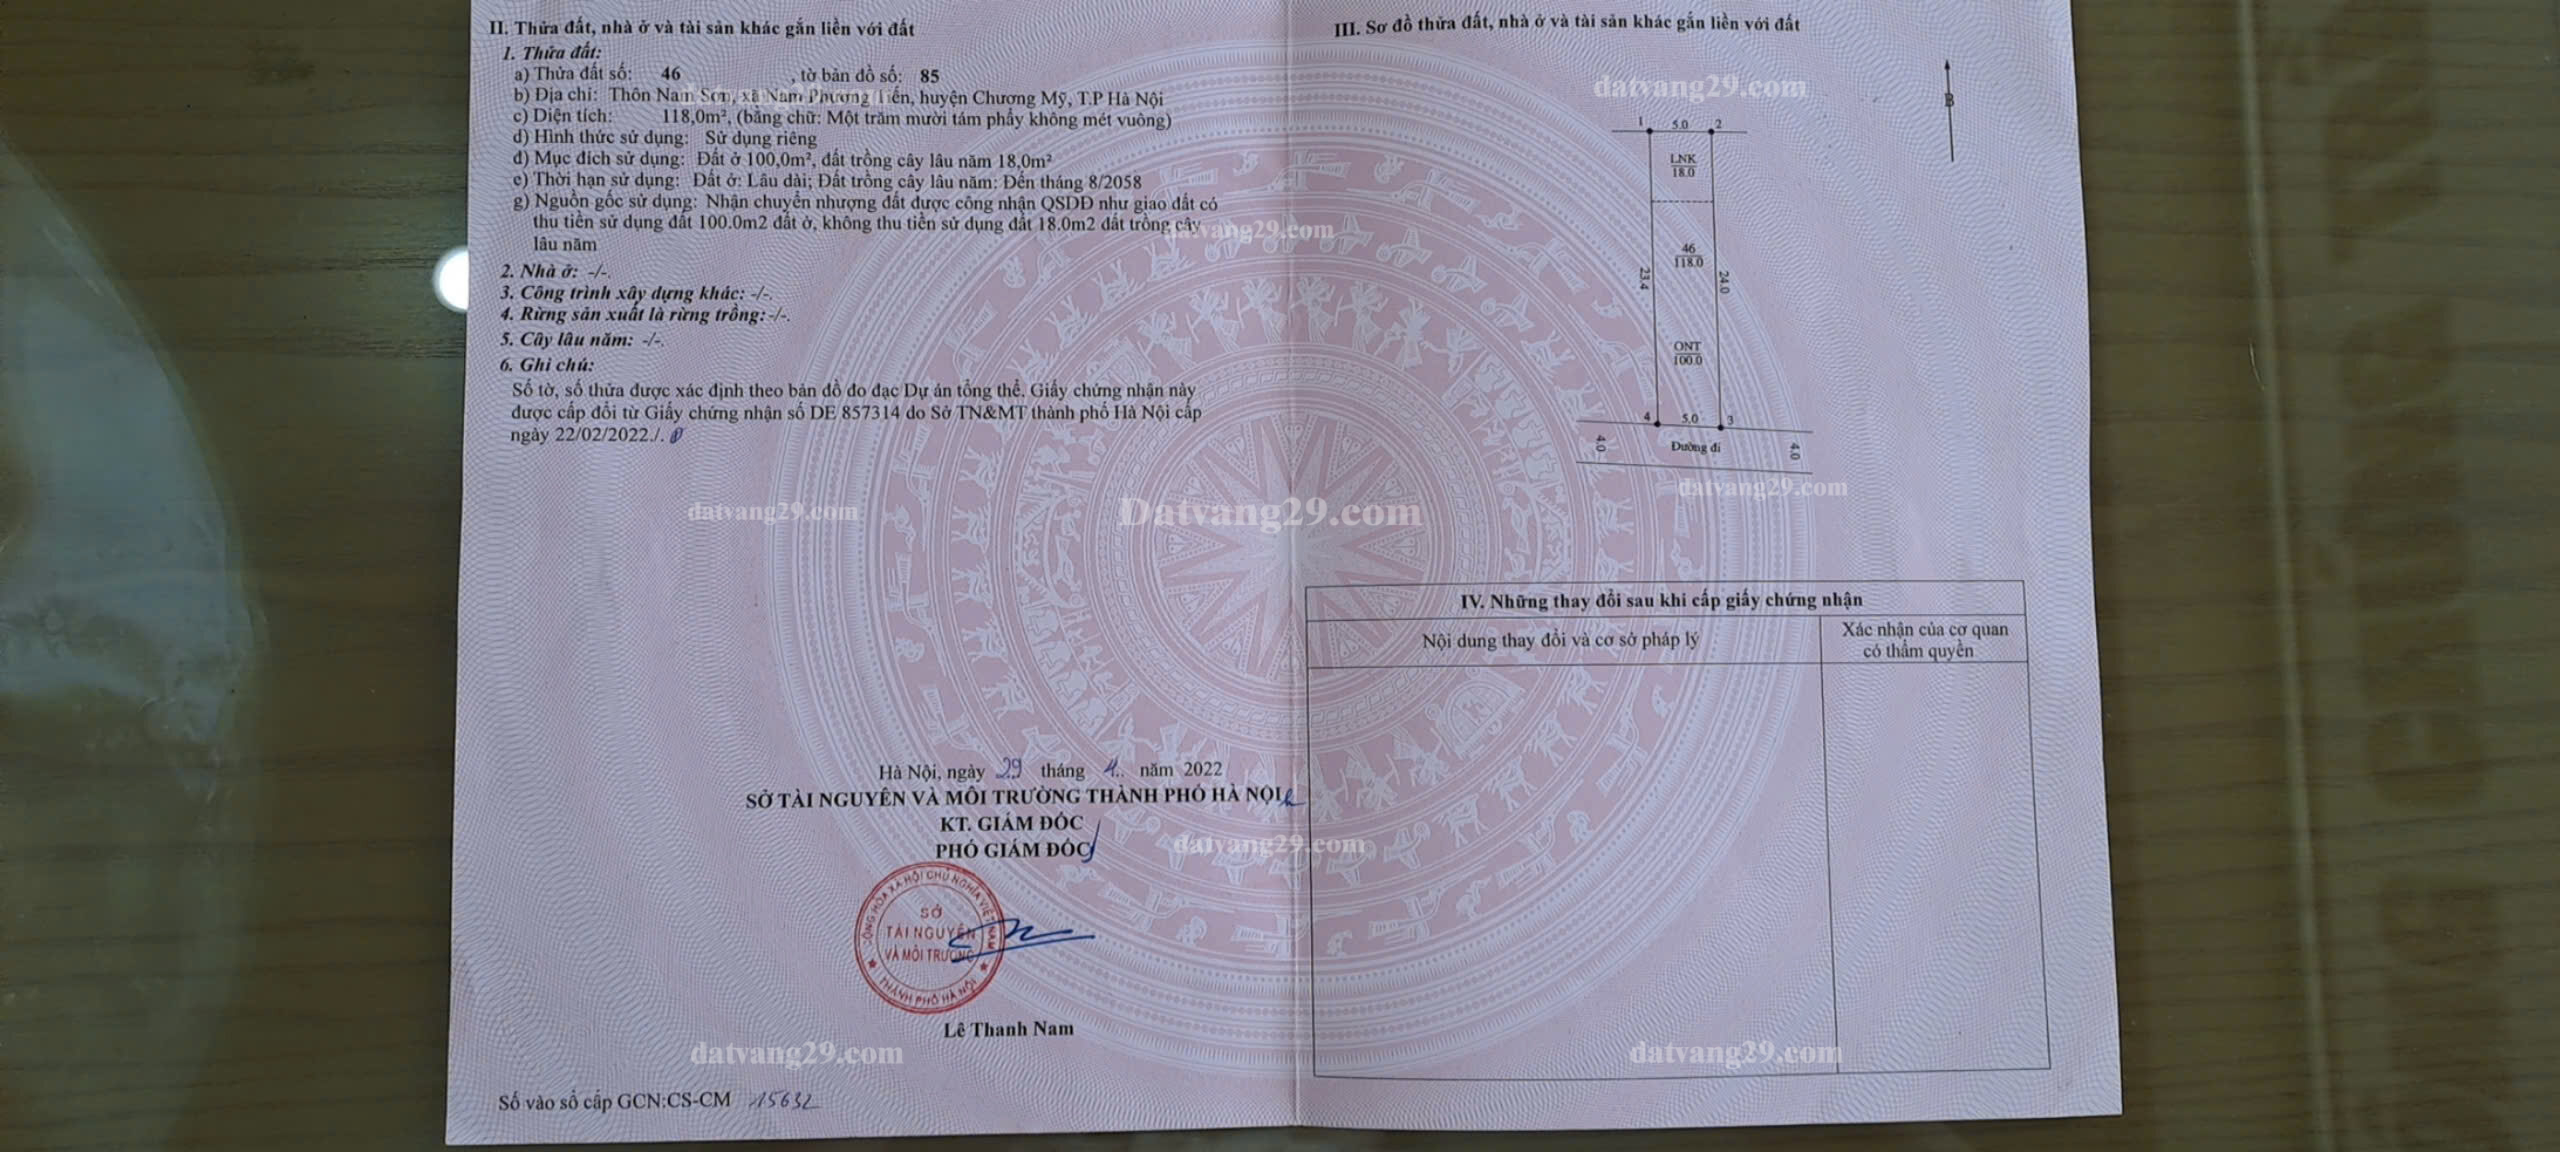 II. Thửa đất, nhà ở và tài sản khác gắn liền với đất
1. Thửa đất:
a) Thửa đất số: 46 , tờ bản đồ số: 85
b) Địa chỉ: Thôn Nam Sơn, xã Nam Phương Tiến, huyện Chương Mỹ, T.P Hà Nội
c) Diện tích: 118,0m², (bằng chữ: Một trăm mười tám phẩy không mét vuông)
d) Hình thức sử dụng: Sử dụng riêng
đ) Mục đích sử dụng: Đất ở 100,0m², đất trồng cây lâu năm 18,0m²
e) Thời hạn sử dụng: Đất ở: Lâu dài; Đất trồng cây lâu năm: Đến tháng 8/2058
g) Nguồn gốc sử dụng: Nhận chuyển nhượng đất được công nhận QSDĐ như giao đất có
thu tiền sử dụng đất 100.0m2 đất ở, không thu tiền sử dụng đất 18.0m2 đất trồng cây
lâu năm
2. Nhà ở: -/-.
3. Công trình xây dựng khác: -/-.
4. Rừng sản xuất là rừng trồng: -/-.
5. Cây lâu năm: -/-.
6. Ghi chú:
Số tờ, số thửa được xác định theo bản đồ đo đạc Dự án tổng thể. Giấy chứng nhận này
được cấp đổi từ Giấy chứng nhận số DE 857314 do Sở TN&MT thành phố Hà Nội cấp
ngày 22/02/2022./.
datvang29.com
Hà Nội, ngày 29 tháng 4 năm 2022
SỞ TÀI NGUYÊN VÀ MÔI TRƯỜNG THÀNH PHỐ HÀ NỘI
KT. GIÁM ĐỐC
PHÓ GIÁM ĐỐC
CỘNG HÒA XÃ HỘI CHỦ NGHĨA VIỆT NAM
SỞ
TÀI NGUYÊN
VÀ MÔI TRƯỜNG
THÀNH PHỐ HÀ NỘI
Lê Thanh Nam
datvang29.com
Số vào sổ cấp GCN:CS-CM 15632
datvang29.com
Datvang29.com
datvang29.com
III. Sơ đồ thửa đất, nhà ở và tài sản khác gắn liền với đất
datvang29.com
B
1 5.0 2
LNK
18.0
46
118.0
23.4
24.0
ONT
100.0
4 5.0 3
4.0 Đường đi 4.0
datvang29.com
IV. Những thay đổi sau khi cấp giấy chứng nhận
Nội dung thay đổi và cơ sở pháp lý
Xác nhận của cơ quan
có thẩm quyền
datvang29.com